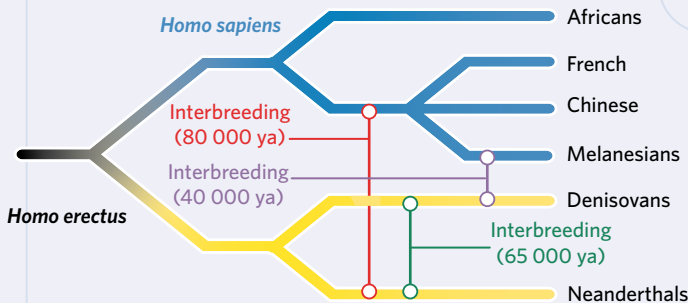 Homo sapiens
Africans
French
Chinese
Melanesians
Denisovans
Neanderthals
Interbreeding
(80 000 ya)
Interbreeding
(40 000 ya)
Homo erectus
Interbreeding
(65 000 ya)